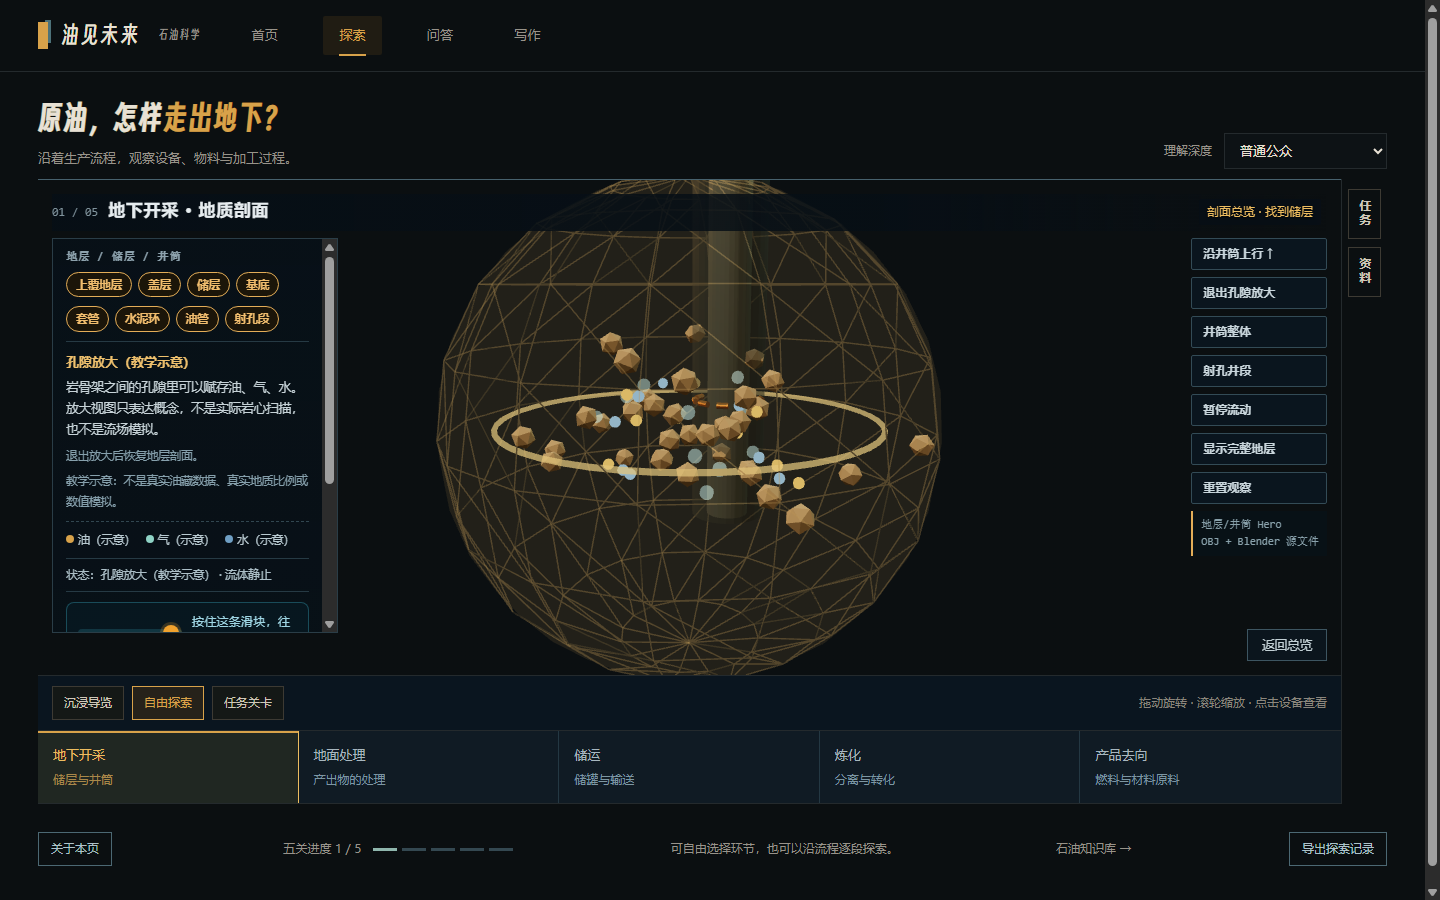 油见未来 石油科学 首页 探索 问答 写作
原油，怎样走出地下？
沿着生产流程，观察设备、物料与加工过程。
理解深度 普通公众
01 / 05 地下开采 · 地质剖面
剖面总览 · 找到储层
任务
资料
地层 / 储层 / 井筒
上覆地层 盖层 储层 基底
套管 水泥环 油管 射孔段
孔隙放大（教学示意）
岩骨架之间的孔隙里可以赋存油、气、水。
放大视图只表达概念，不是实际岩心扫描，
也不是流场模拟。
退出放大后恢复地层剖面。
教学示意：不是真实油藏数据、真实地质比例或
数值模拟。
油（示意） 气（示意） 水（示意）
状态：孔隙放大（教学示意） · 流体静止
按住这条滑块，往
沿井筒上行 ↑
退出孔隙放大
井筒整体
射孔井段
暂停流动
显示完整地层
重置观察
地层/井筒 Hero
OBJ + Blender 源文件
返回总览
沉浸导览 自由探索 任务关卡
拖动旋转 · 滚轮缩放 · 点击设备查看
地下开采
储层与井筒
地面处理
产出物的处理
储运
储罐与输送
炼化
分离与转化
产品去向
燃料与材料原料
关于本页 五关进度 1 / 5 可自由选择环节，也可以沿流程逐段探索。 石油知识库 → 导出探索记录